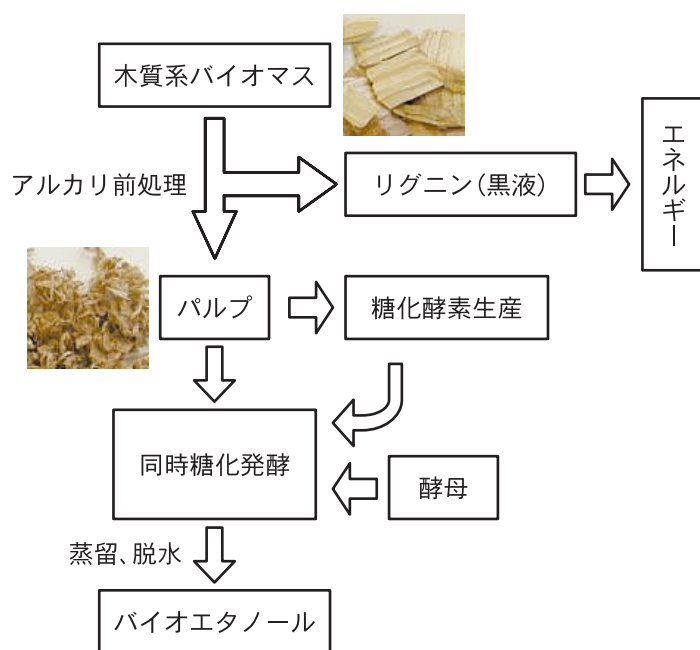 木質系バイオマス
アルカリ前処理
リグニン(黒液)
エネルギー
パルプ
糖化酵素生産
同時糖化発酵
酵母
蒸留、脱水
バイオエタノール